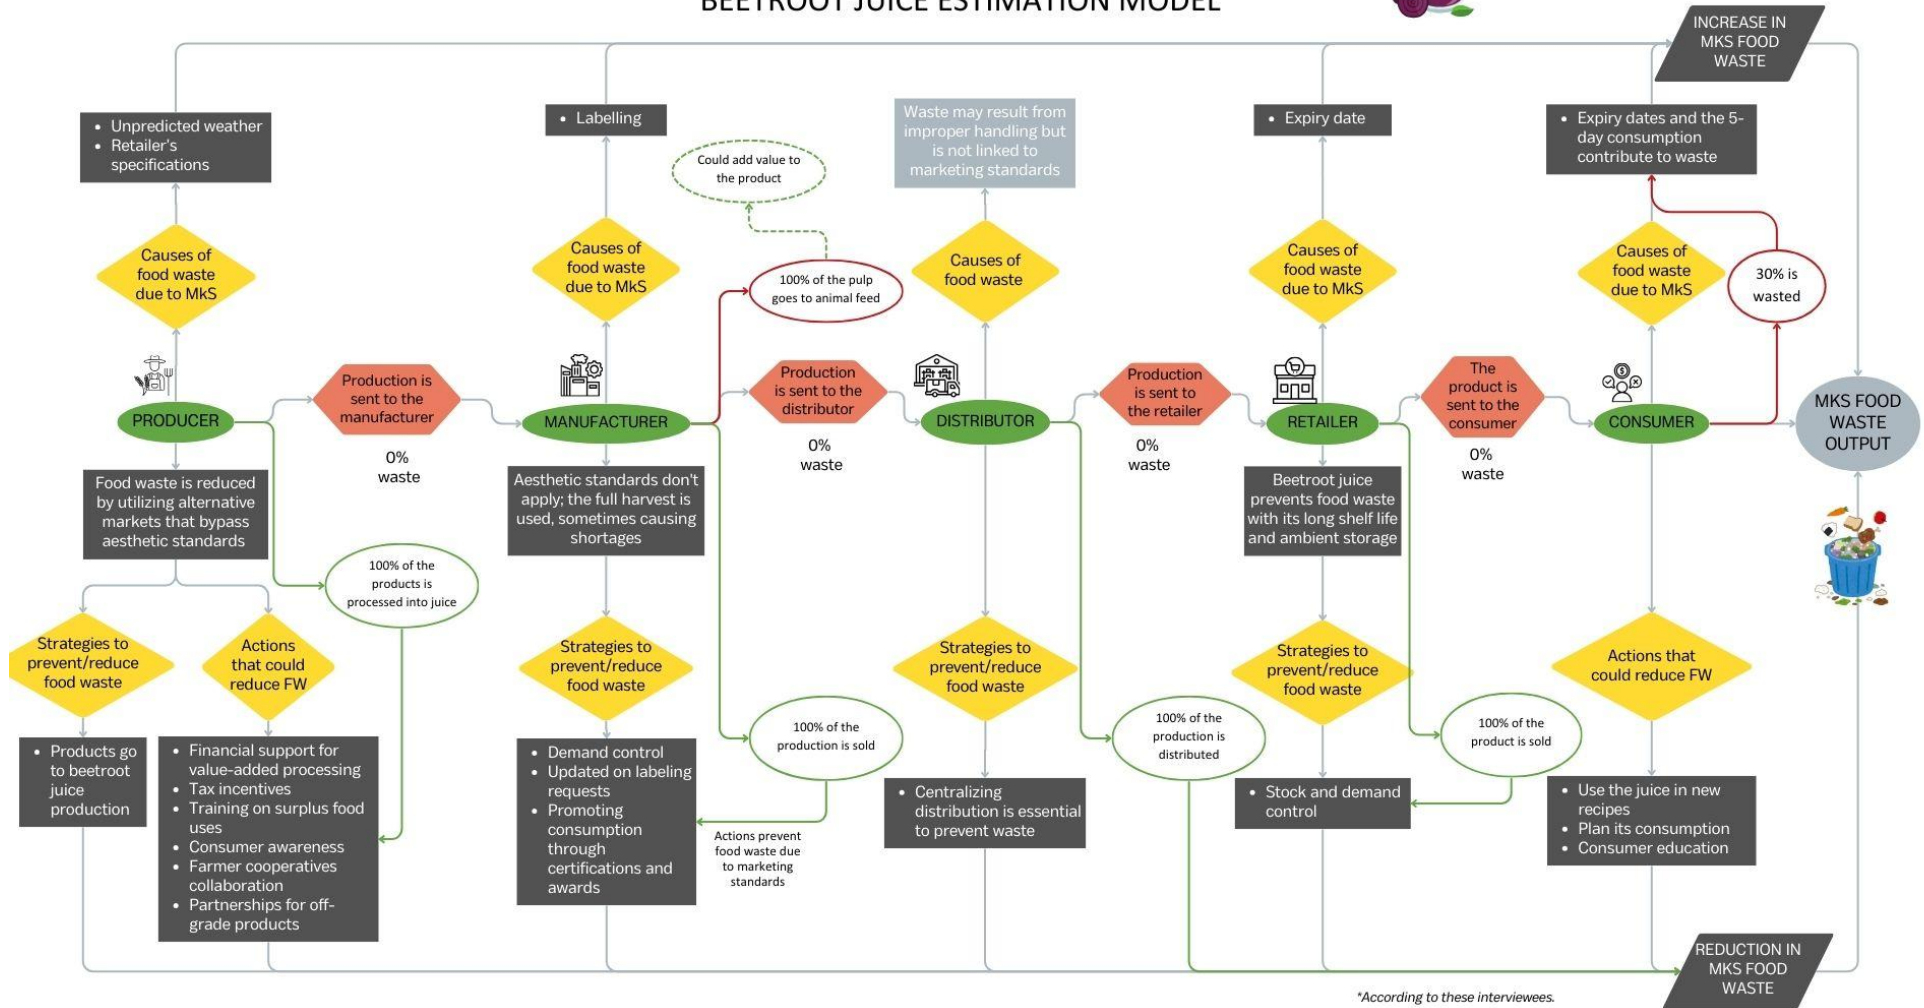 BEETROOT JUICE ESTIMATION MODEL
INCREASE IN
MKS FOOD
WASTE
• Unpredicted weather
• Retailer's
specifications
• Labelling
Waste may result from
improper handling but
is not linked to
marketing standards
• Expiry date
• Expiry dates and the 5-
day consumption
contribute to waste
Could add value to
the product
Causes of
food waste
due to MkS
Causes of
food waste
due to MkS
100% of the pulp
goes to animal feed
Causes of
food waste
Causes of
food waste
due to MkS
Causes of
food waste
due to MkS
30% is
wasted
PRODUCER
Production is
sent to the
manufacturer
0%
waste
MANUFACTURER
Production
is sent to the
distributor
0%
waste
DISTRIBUTOR
Production
is sent to
the retailer
0%
waste
RETAILER
The
product is
sent to the
consumer
0%
waste
CONSUMER
MKS FOOD
WASTE
OUTPUT
Food waste is reduced
by utilizing alternative
markets that bypass
aesthetic standards
Aesthetic standards don't
apply; the full harvest is
used, sometimes causing
shortages
Beetroot juice
prevents food waste
with its long shelf life
and ambient storage
100% of the
products is
processed into juice
Strategies to
prevent/reduce
food waste
Actions
that could
reduce FW
Strategies to
prevent/reduce
food waste
Strategies to
prevent/reduce
food waste
Strategies to
prevent/reduce
food waste
Actions that
could reduce FW
100% of the
production is sold
100% of the
production is
distributed
100% of the
product is sold
• Products go
to beetroot
juice
production
• Financial support for
value-added processing
• Tax incentives
• Training on surplus food
uses
• Consumer awareness
• Farmer cooperatives
collaboration
• Partnerships for off-
grade products
• Demand control
• Updated on labeling
requests
• Promoting
consumption
through
certifications and
awards
Actions prevent
food waste due
to marketing
standards
• Centralizing
distribution is essential
to prevent waste
• Stock and demand
control
• Use the juice in new
recipes
• Plan its consumption
• Consumer education
REDUCTION IN
MKS FOOD
WASTE
*According to these interviewees.